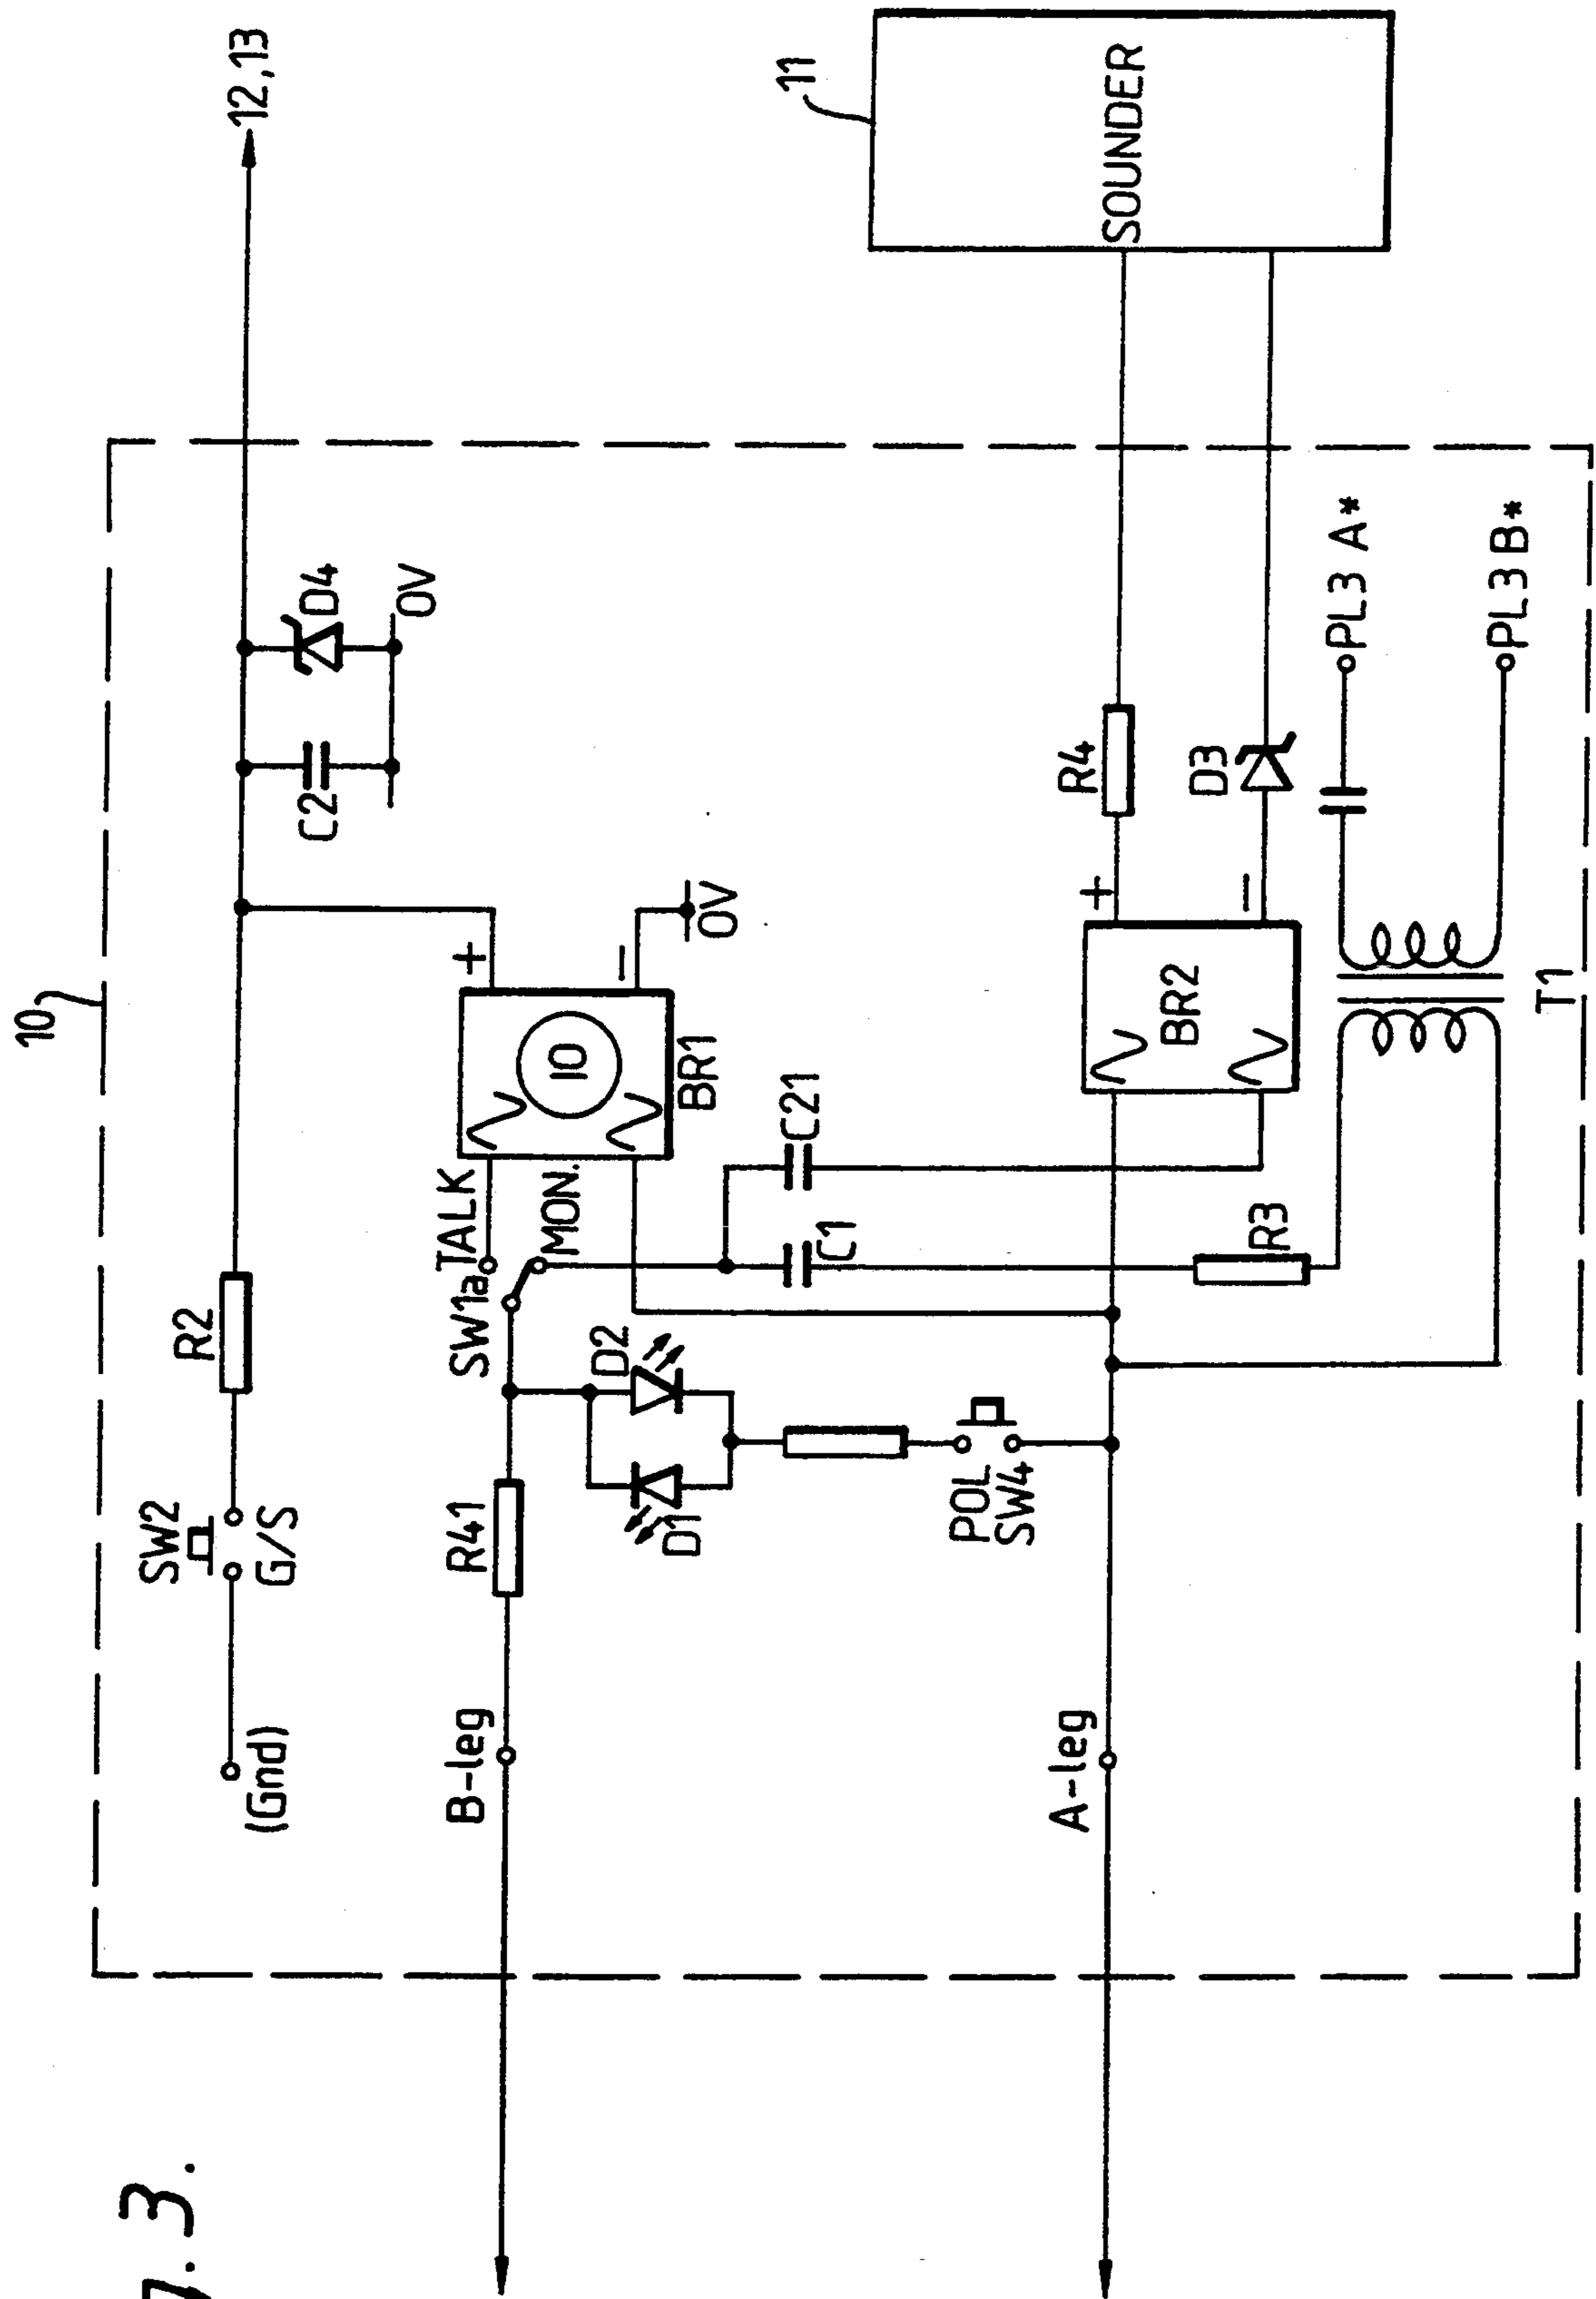 10
12,13
SW2
G/S
(Gnd)
R2
C2
D4
0V
B-leg
R41
SW1a
TALK
MON.
+
–
10
BR1
0V
D1
D2
POL
SW4
C1
C21
R3
A-leg
BR2
+
–
R4
D3
11
SOUNDER
T1
PL3 A*
PL3 B*
3.